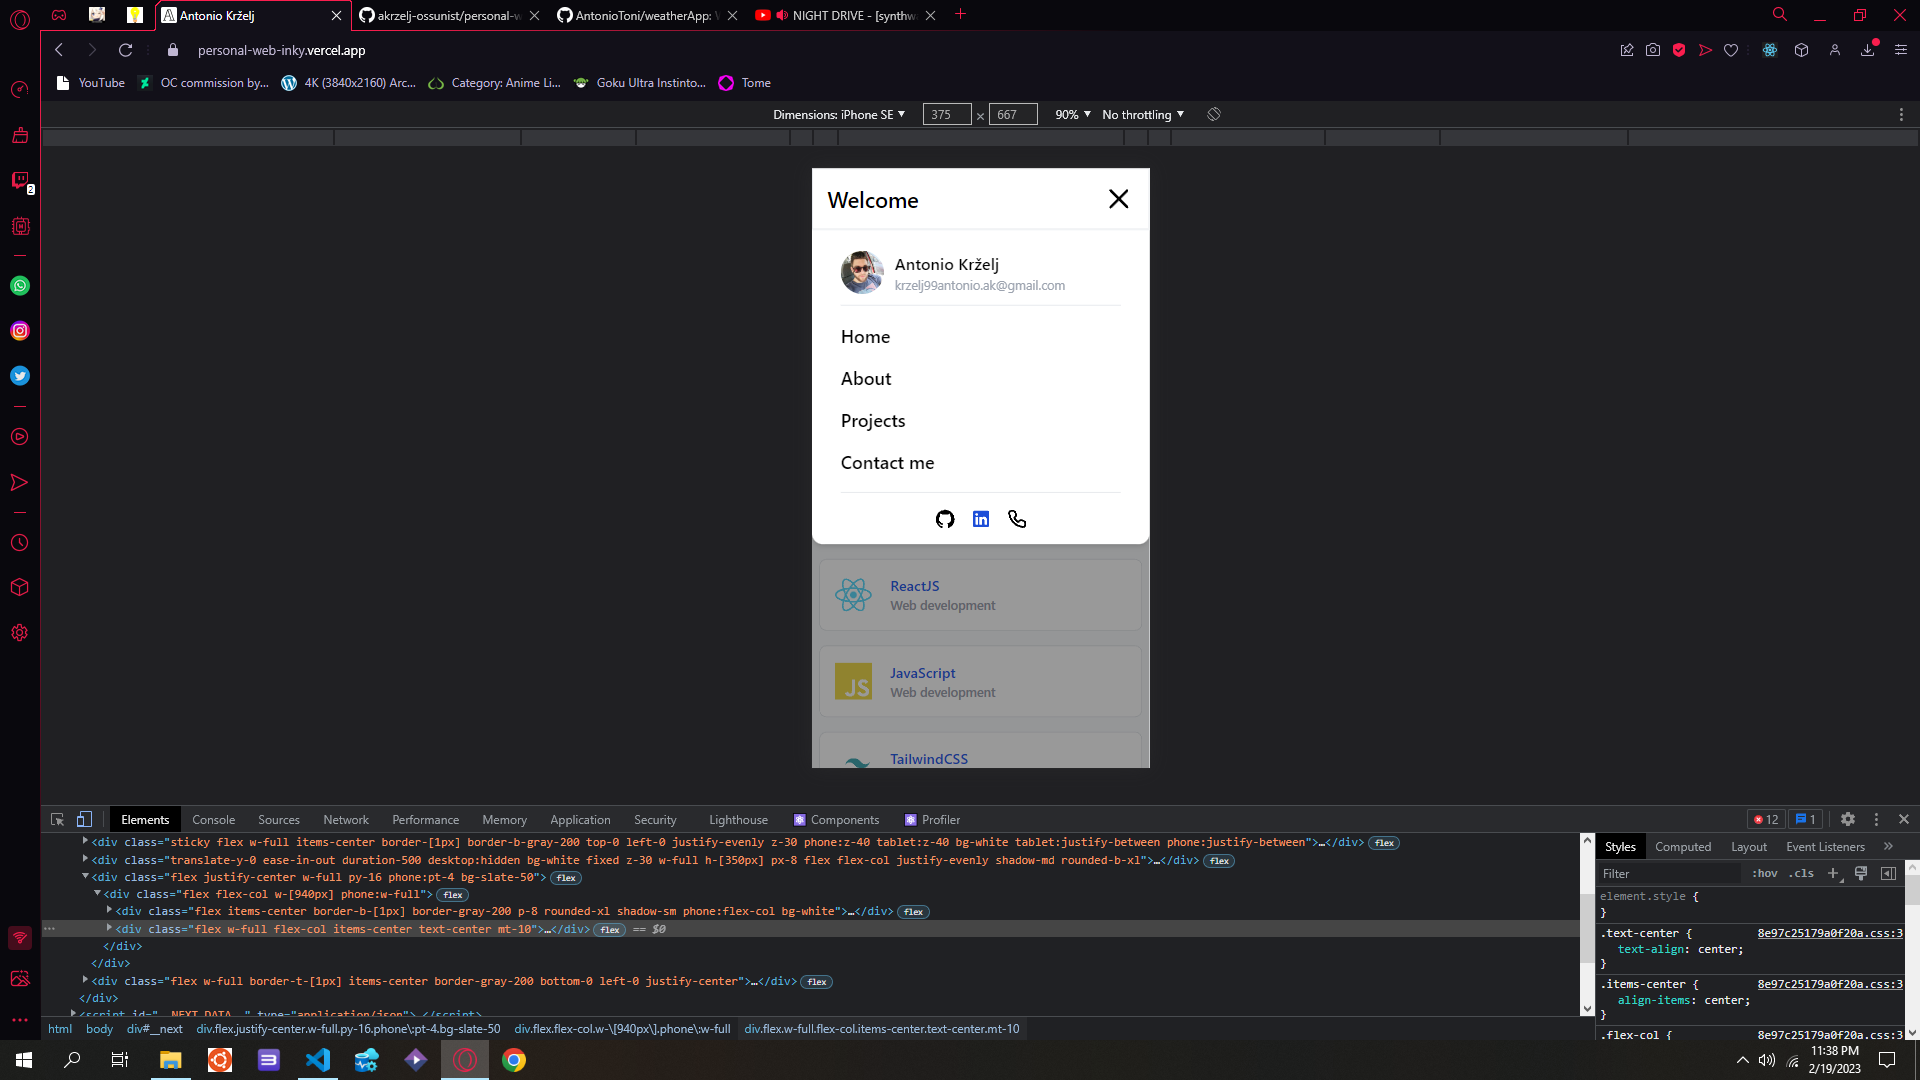 Antonio Krželj
akrzelj-ossunist/personal-w
AntonioToni/weatherApp:
NIGHT DRIVE - [synthw
personal-web-inky.vercel.app
YouTube
OC commission by...
4K (3840x2160) Arc...
Category: Anime Li...
Goku Ultra Instinto...
Tome
Dimensions: iPhone SE
375 × 667
90%
No throttling
2
Welcome
Antonio Krželj
krzelj99antonio.ak@gmail.com
Home
About
Projects
Contact me
ReactJS
Web development
JS
JavaScript
Web development
TailwindCSS
Elements Console Sources Network Performance Memory Application Security Lighthouse Components Profiler
12 1
<div class="sticky flex w-full items-center border-[1px] border-b-gray-200 top-0 left-0 justify-evenly z-30 phone:z-40 tablet:z-40 bg-white tablet:justify-between phone:justify-between">…</div> flex
<div class="translate-y-0 ease-in-out duration-500 desktop:hidden bg-white fixed z-30 w-full h-[350px] px-8 flex flex-col justify-evenly shadow-md rounded-b-xl">…</div> flex
<div class="flex justify-center w-full py-16 phone:pt-4 bg-slate-50"> flex
<div class="flex flex-col w-[940px] phone:w-full"> flex
<div class="flex items-center border-b-[1px] border-gray-200 p-8 rounded-xl shadow-sm phone:flex-col bg-white">…</div> flex
<div class="flex w-full flex-col items-center text-center mt-10">…</div> flex == $0
</div>
</div>
<div class="flex w-full border-t-[1px] items-center border-gray-200 bottom-0 left-0 justify-center">…</div> flex
</div>
<script id="__NEXT_DATA__" type="application/json"> </script>
html body div#__next div.flex.justify-center.w-full.py-16.phone\:pt-4.bg-slate-50 div.flex.flex-col.w-\[940px\].phone\:w-full div.flex.w-full.flex-col.items-center.text-center.mt-10
Styles Computed Layout Event Listeners
Filter :hov .cls
element.style {
}
.text-center { 8e97c25179a0f20a.css:3
text-align: center;
}
.items-center { 8e97c25179a0f20a.css:3
align-items: center;
}
.flex-col { 8e97c25179a0f20a.css:3
11:38 PM
2/19/2023